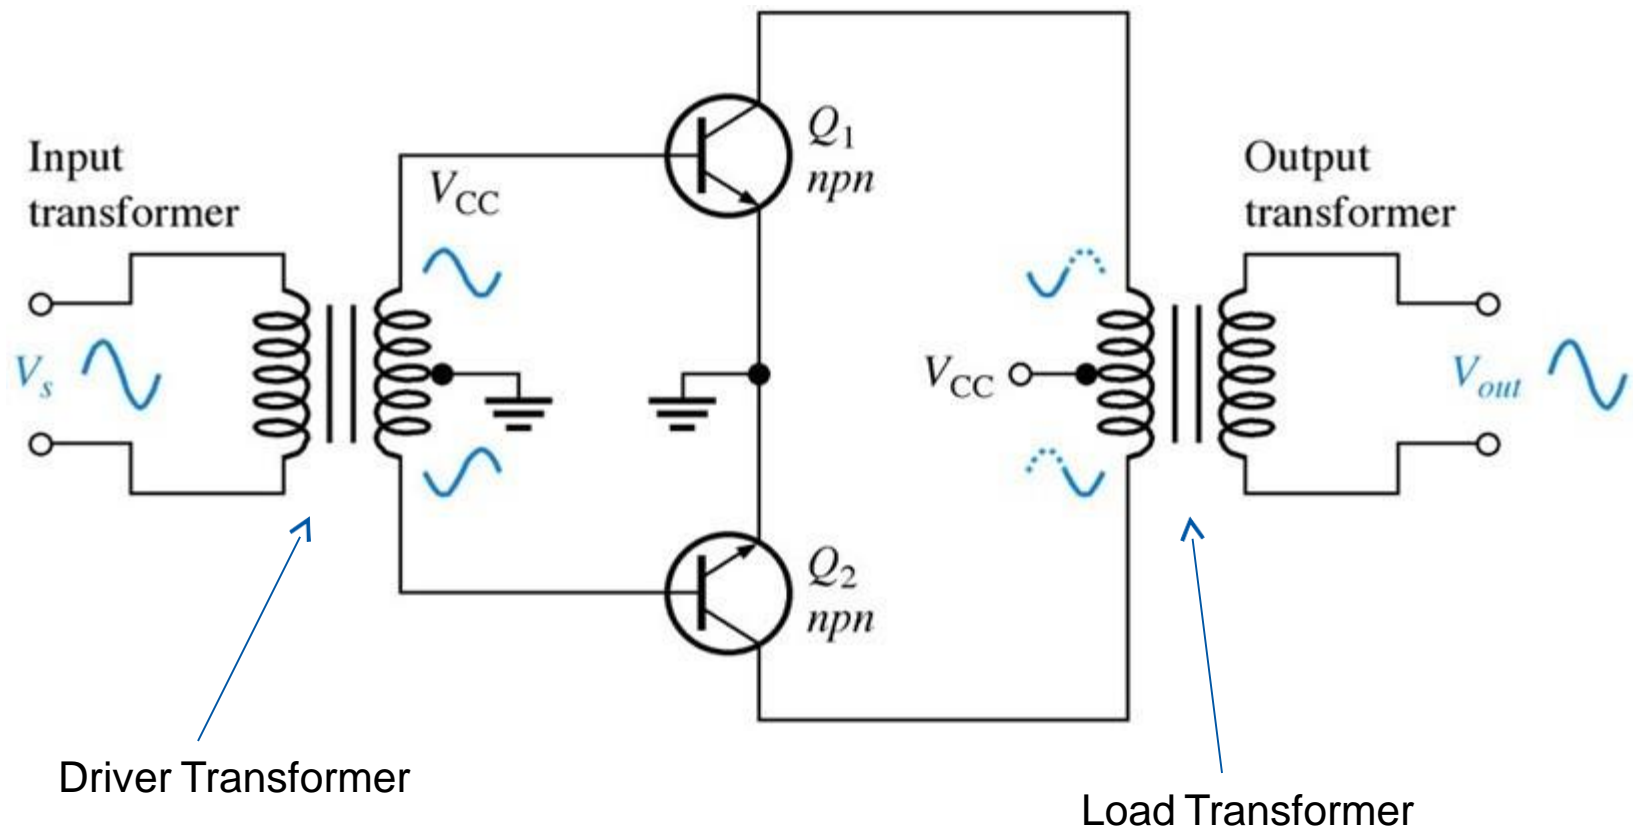 Input
transformer
V_s
V_CC
Q_1
npn
Q_2
npn
V_CC
Output
transformer
V_out
Driver Transformer
Load Transformer